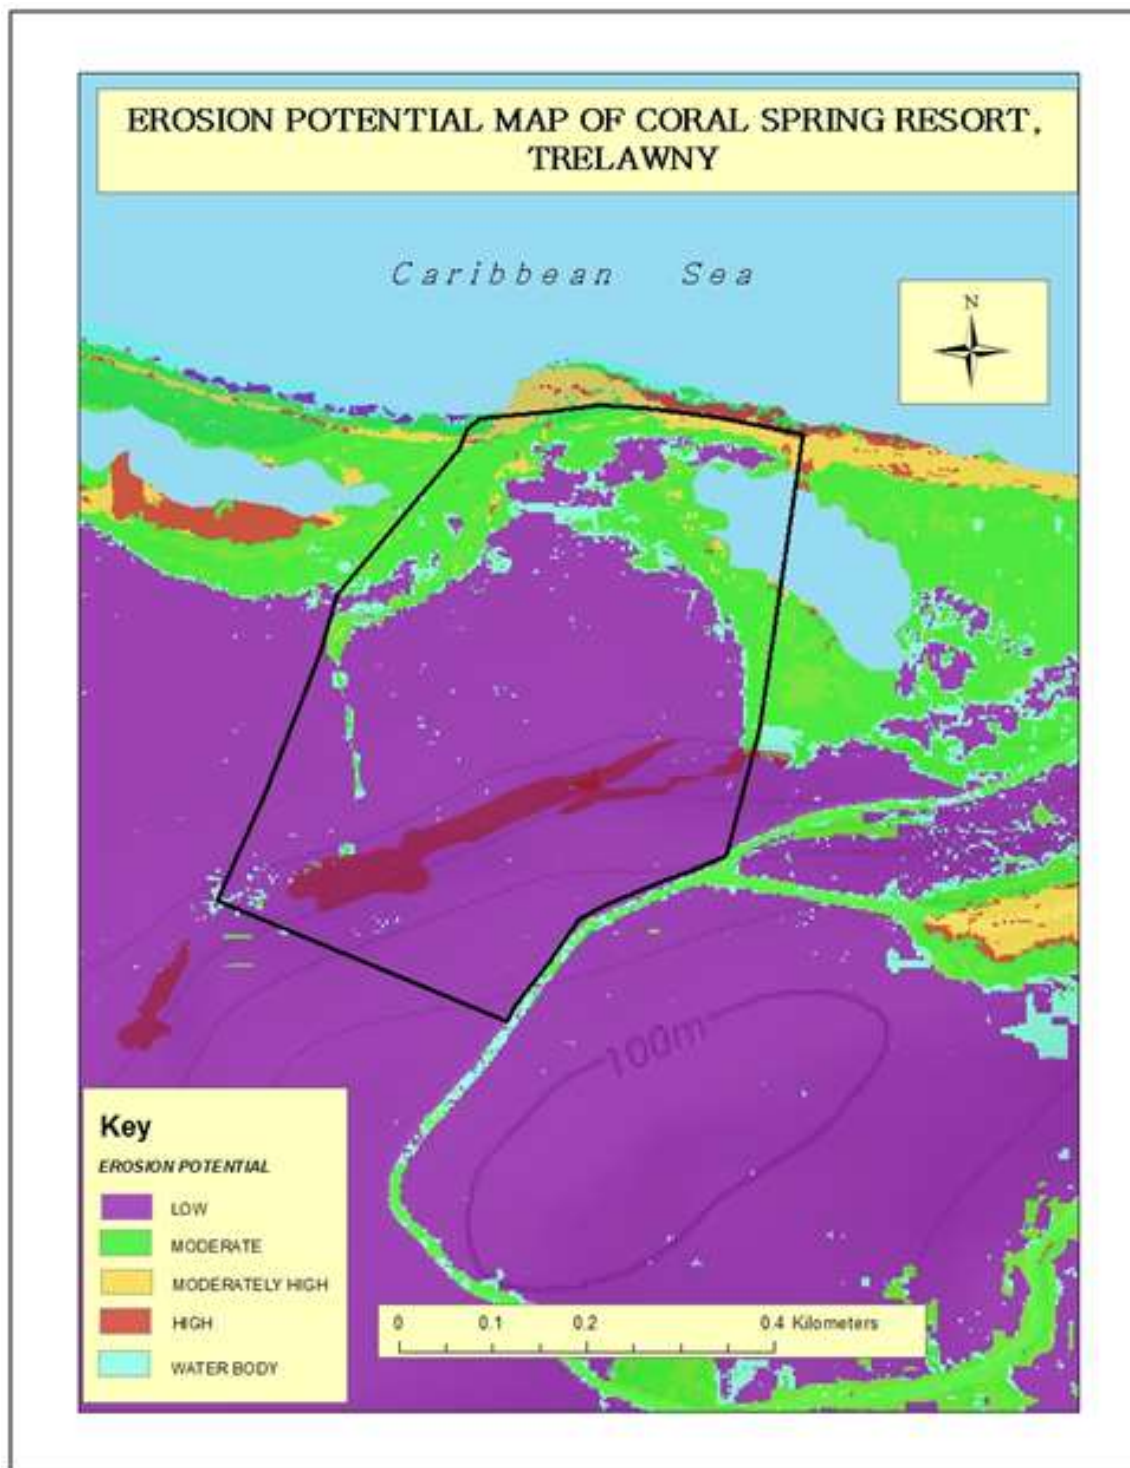 EROSION POTENTIAL MAP OF CORAL SPRING RESORT,
TRELAWNY
Caribbean Sea
N
100m
Key
EROSION POTENTIAL
LOW
MODERATE
MODERATELY HIGH
HIGH
WATER BODY
0 0.1 0.2 0.4 Kilometers